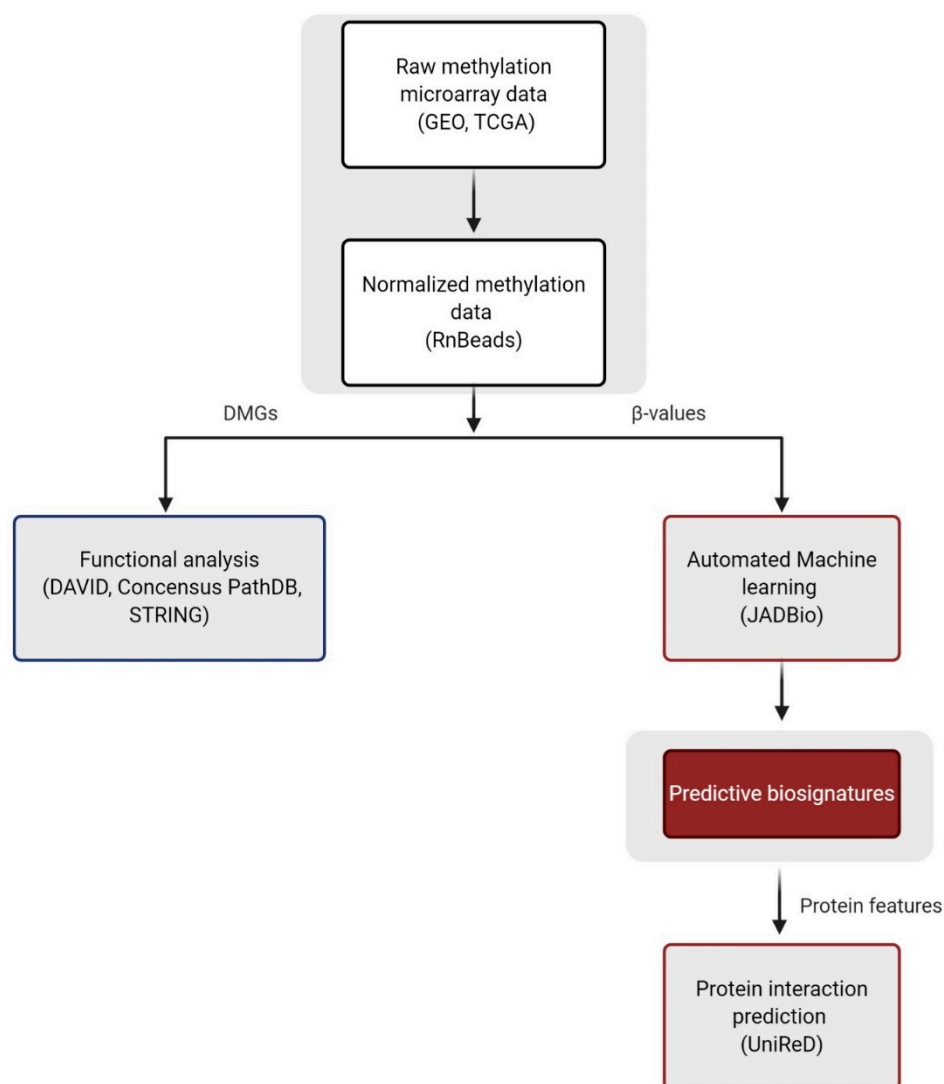 Raw methylation
microarray data
(GEO, TCGA)
Normalized methylation
data
(RnBeads)
DMGs
β-values
Functional analysis
(DAVID, Concensus PathDB,
STRING)
Automated Machine
learning
(JADBio)
Predictive biosignatures
Protein features
Protein interaction
prediction
(UniReD)